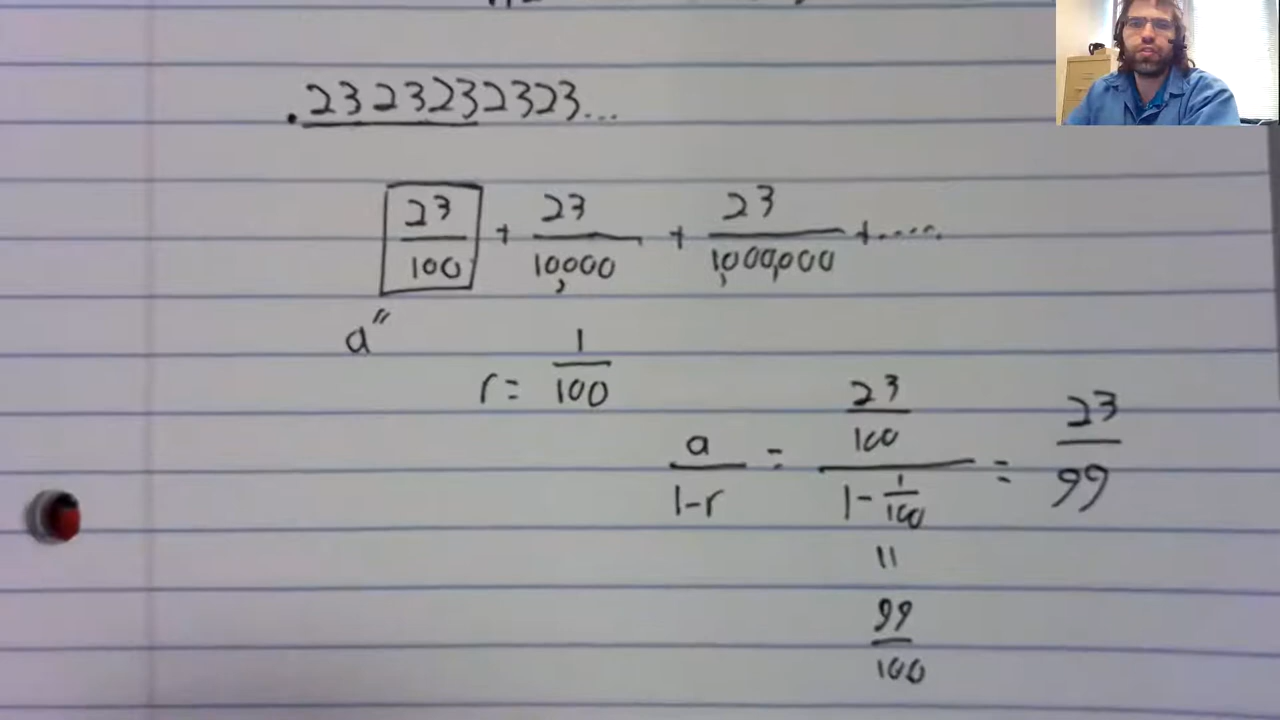 .2323232323...
23/100 + 23/10,000 + 23/1,000,000 + .....
a"
r = 1/100
a/(1-r) = (23/100)/(1-1/100) = 23/99
"
99/100